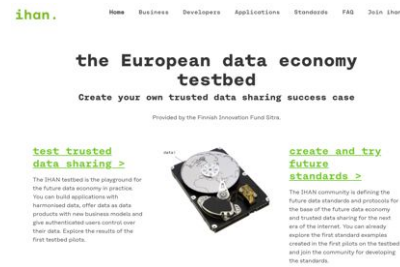 ihan.
Home Business Developers Applications Standards FAQ Join ihan
the European data economy
testbed
Create your own trusted data sharing success case
Provided by the Finnish Innovation Fund Sitra.
test trusted
data sharing >
The IHAN testbed is the playground for
the future data economy in practice.
You can build applications with
harmonised data, offer data as data
products with new business models and
give authenticated users control over
their data. Explore the results of the
first testbed pilots.
data!
create and try
future
standards >
The IHAN community is defining the
future data standards and protocols for
the base of the future data economy
and trusted data sharing for the next
era of the internet. You can already
explore the first standard examples
created in the first pilots on the testbed
and join the community for developing
the standards.